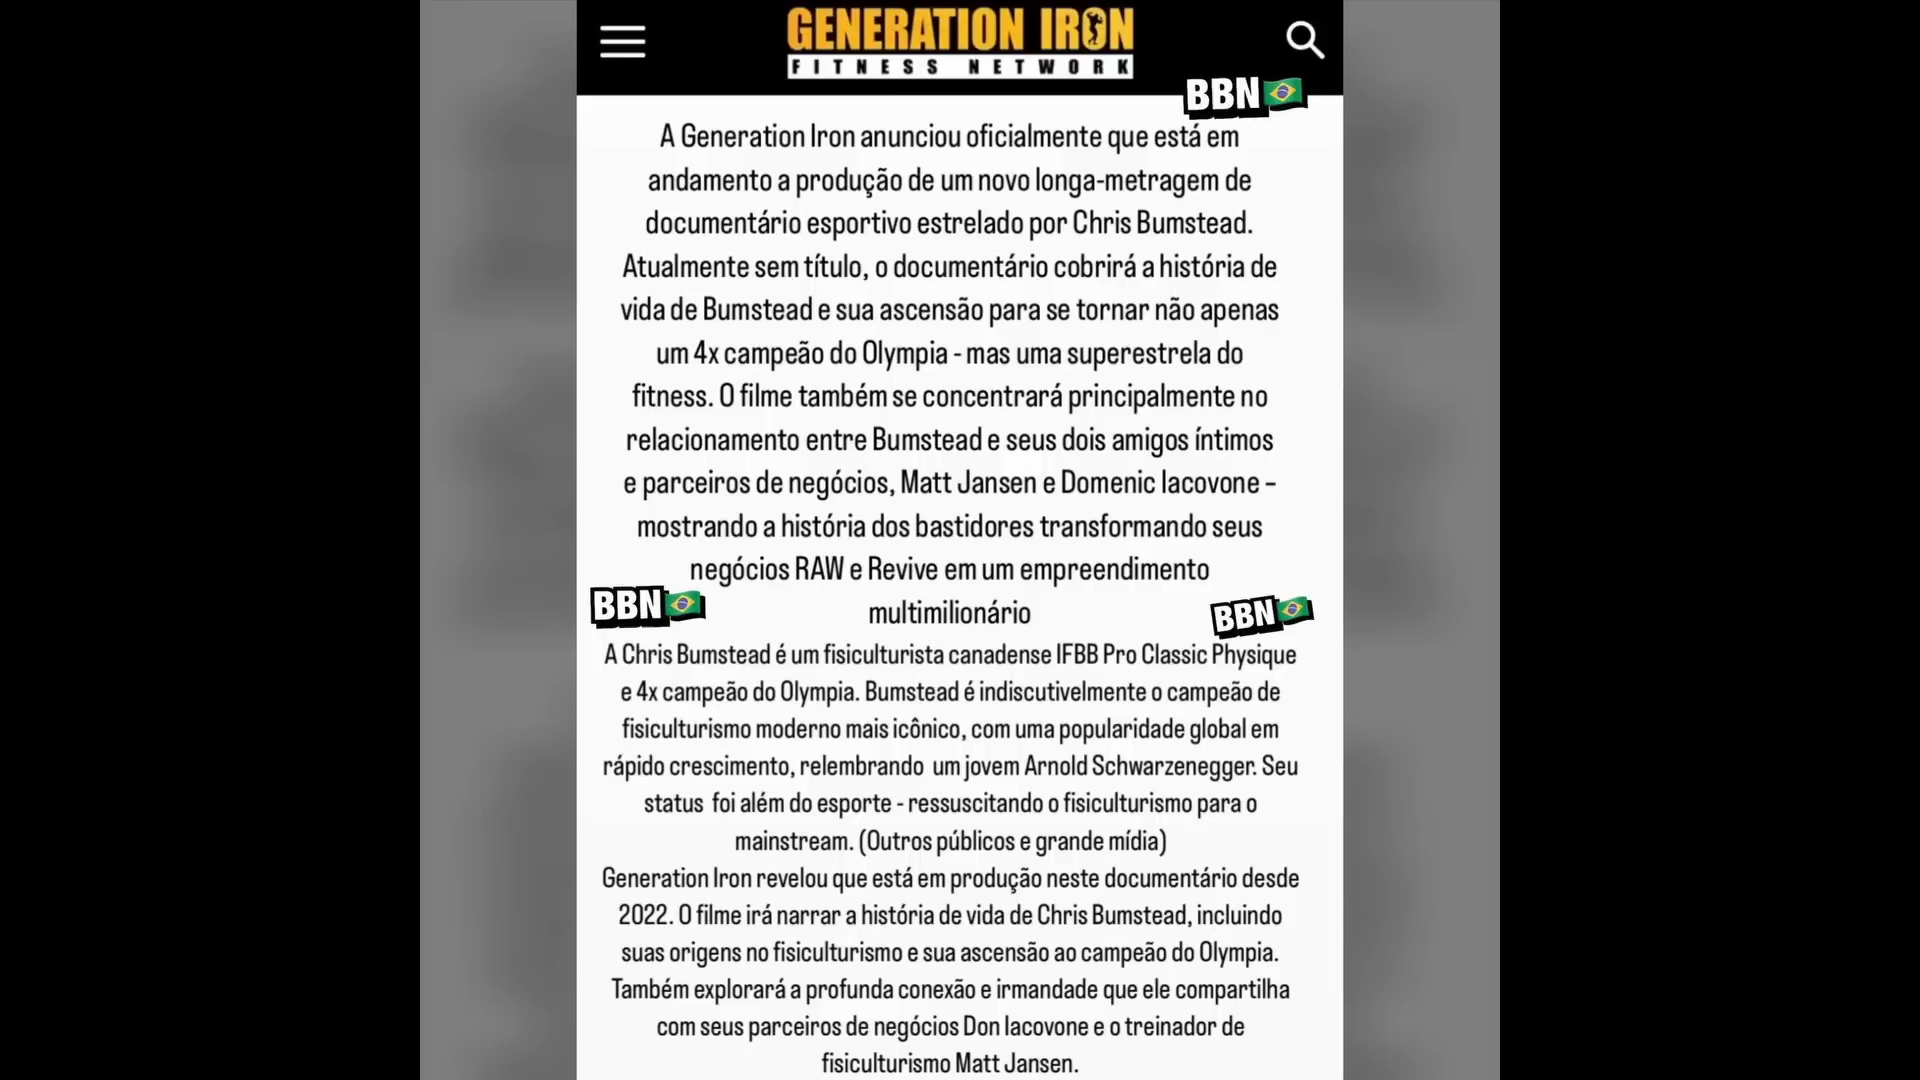 GENERATION IRON
FITNESS NETWORK
BBN
A Generation Iron anunciou oficialmente que está em
andamento a produção de um novo longa-metragem de
documentário esportivo estrelado por Chris Bumstead.
Atualmente sem título, o documentário cobrirá a história de
vida de Bumstead e sua ascensão para se tornar não apenas
um 4x campeão do Olympia - mas uma superestrela do
fitness. O filme também se concentrará principalmente no
relacionamento entre Bumstead e seus dois amigos íntimos
e parceiros de negócios, Matt Jansen e Domenic Iacovone –
mostrando a história dos bastidores transformando seus
negócios RAW e Revive em um empreendimento
BBN
multimilionário
BBN
A Chris Bumstead é um fisiculturista canadense IFBB Pro Classic Physique
e 4x campeão do Olympia. Bumstead é indiscutivelmente o campeão de
fisiculturismo moderno mais icônico, com uma popularidade global em
rápido crescimento, relembrando um jovem Arnold Schwarzenegger. Seu
status foi além do esporte - ressuscitando o fisiculturismo para o
mainstream. (Outros públicos e grande mídia)
Generation Iron revelou que está em produção neste documentário desde
2022. O filme irá narrar a história de vida de Chris Bumstead, incluindo
suas origens no fisiculturismo e sua ascensão ao campeão do Olympia.
Também explorará a profunda conexão e irmandade que ele compartilha
com seus parceiros de negócios Don Iacovone e o treinador de
fisiculturismo Matt Jansen.